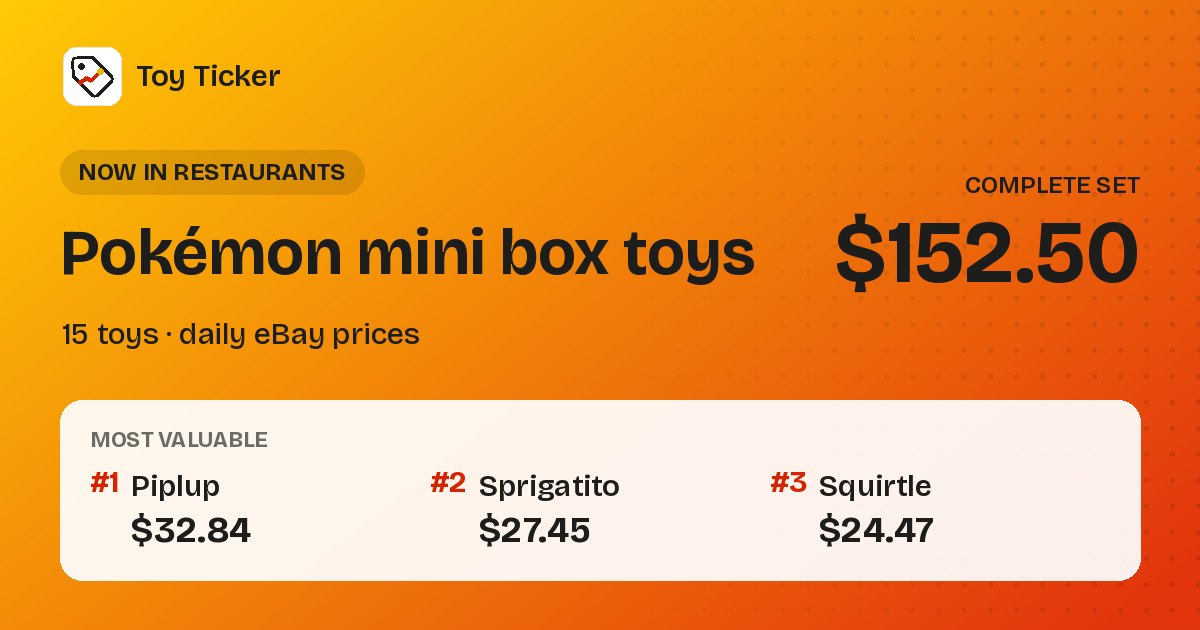 Toy Ticker
NOW IN RESTAURANTS
Pokémon mini box toys
15 toys · daily eBay prices
COMPLETE SET
$152.50
MOST VALUABLE
#1 Piplup
$32.84
#2 Sprigatito
$27.45
#3 Squirtle
$24.47